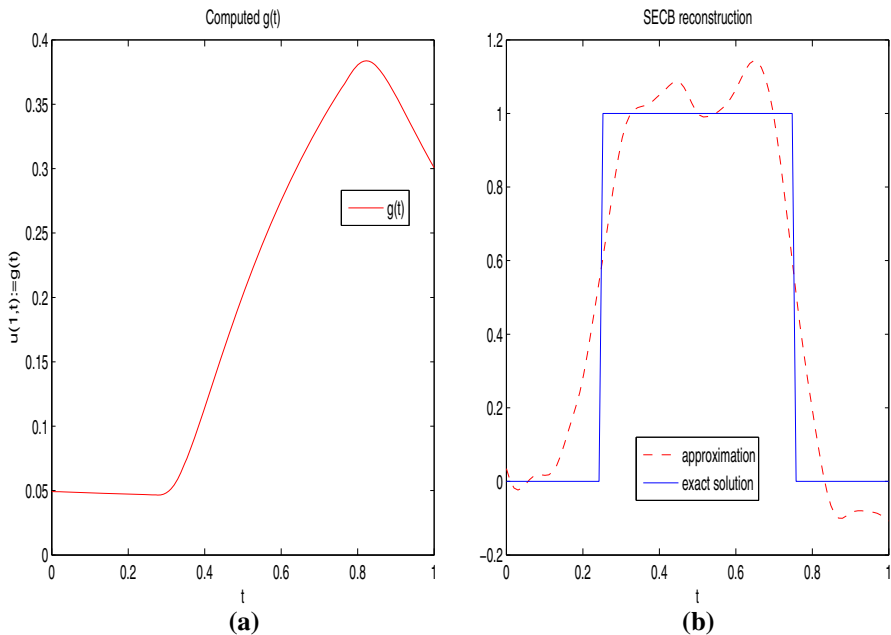 Computed g(t)
0.4
0.35
0.3
0.25
0.2
0.15
0.1
0.05
0
u(1,t):=g(t)
g(t)
0 0.2 0.4 0.6 0.8 1
t
(a)
SECB reconstruction
1.2
1
0.8
0.6
0.4
0.2
0
−0.2
approximation
exact solution
0 0.2 0.4 0.6 0.8 1
t
(b)